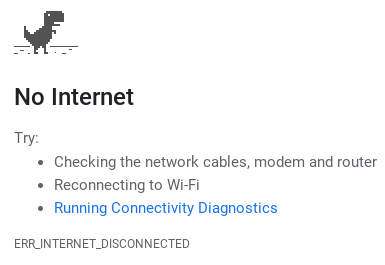 No Internet
Try:
Checking the network cables, modem and router
Reconnecting to Wi-Fi
Running Connectivity Diagnostics
ERR_INTERNET_DISCONNECTED